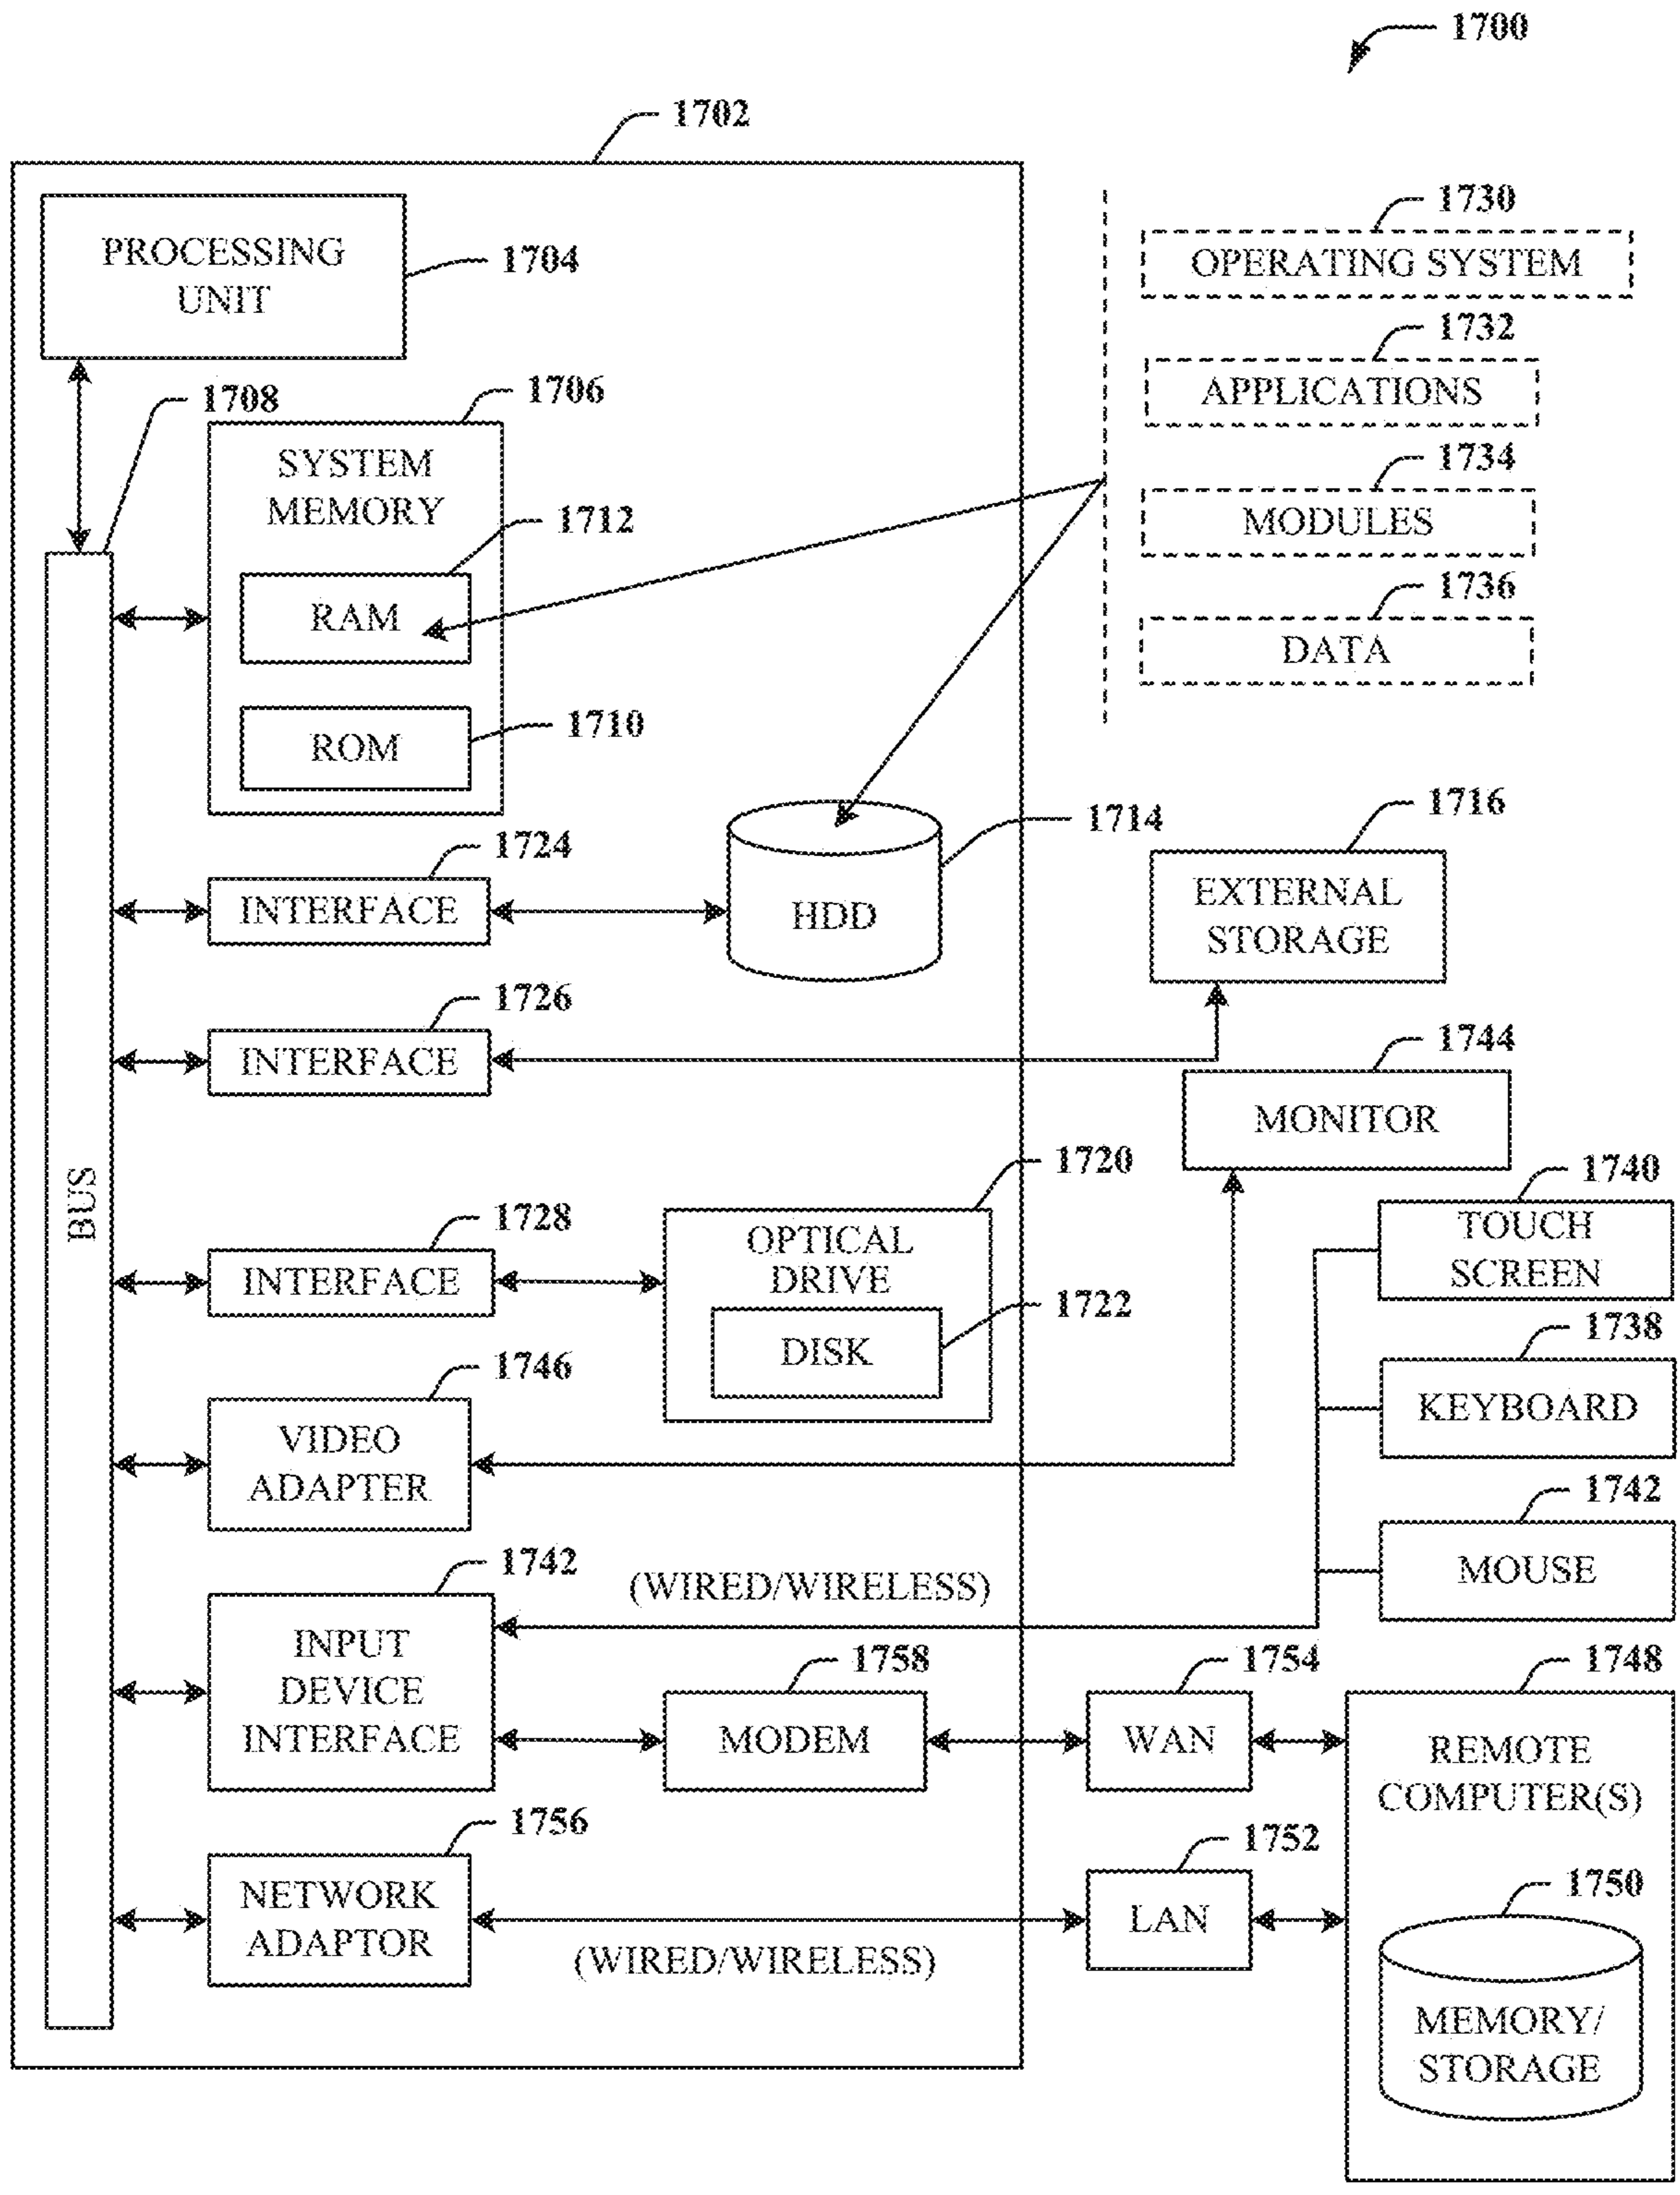 1700
1702
PROCESSING
UNIT
1704
1730
OPERATING SYSTEM
1732
APPLICATIONS
1734
MODULES
1736
DATA
1708
1706
SYSTEM
MEMORY
1712
RAM
1710
ROM
1724
INTERFACE
1714
HDD
1716
EXTERNAL
STORAGE
1726
INTERFACE
1744
MONITOR
BUS
1728
INTERFACE
1720
OPTICAL
DRIVE
1722
DISK
1740
TOUCH
SCREEN
1738
KEYBOARD
1742
MOUSE
1746
VIDEO
ADAPTER
1742
INPUT
DEVICE
INTERFACE
(WIRED/WIRELESS)
1758
MODEM
1754
WAN
1748
REMOTE
COMPUTER(S)
1756
NETWORK
ADAPTOR
(WIRED/WIRELESS)
1752
LAN
1750
MEMORY/
STORAGE